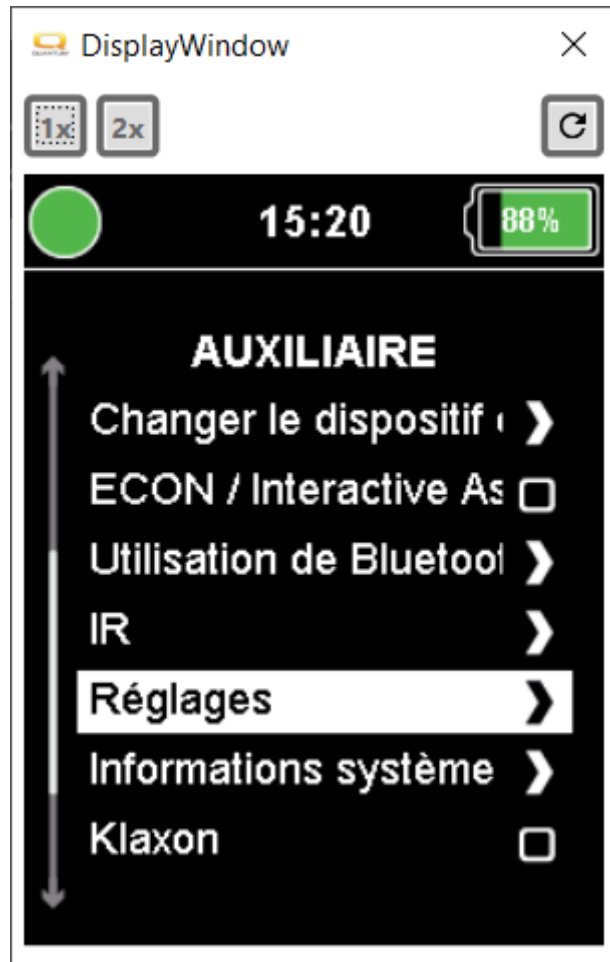 QUANTUM DisplayWindow
1x 2x
15:20 88%
AUXILIAIRE
Changer le dispositif
ECON / Interactive As
Utilisation de Bluetoot
IR
Réglages
Informations système
Klaxon